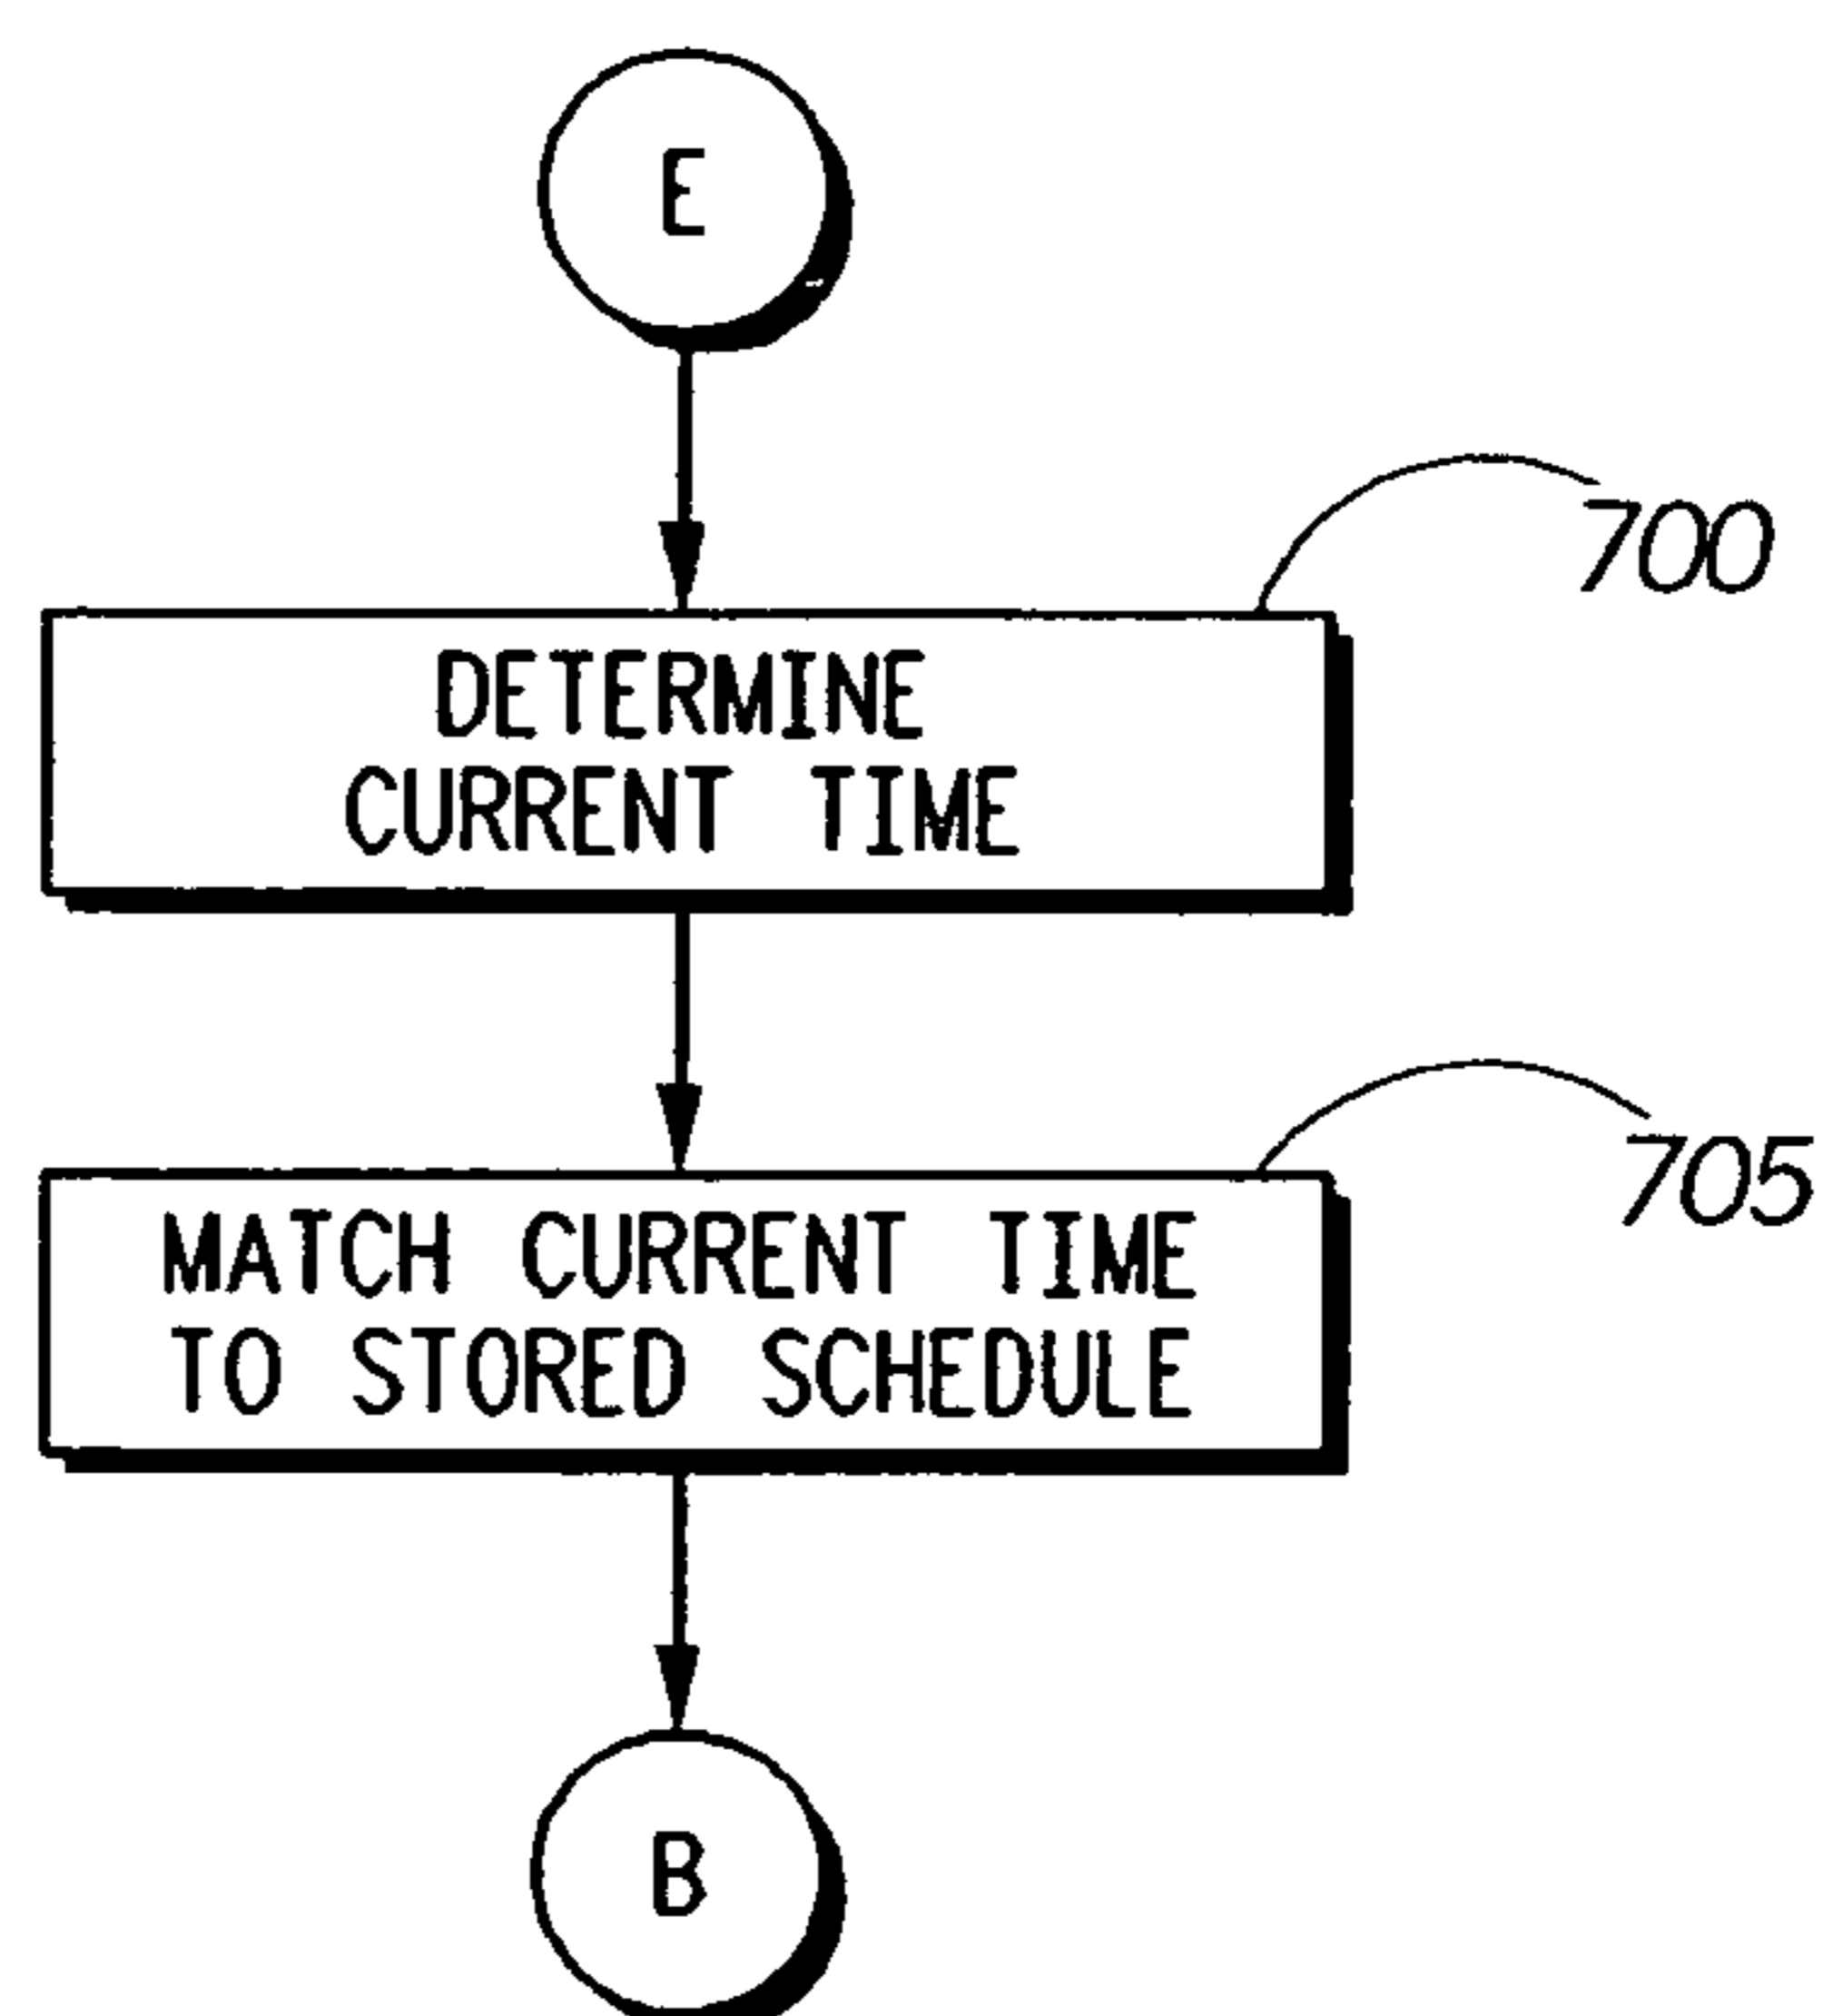 E
700
DETERMINE
CURRENT TIME
705
MATCH CURRENT TIME
TO STORED SCHEDULE
B